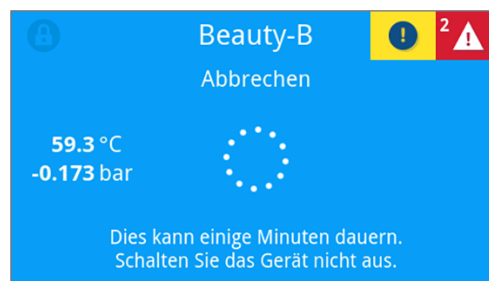 Beauty-B
!
2
!
Abbrechen
59.3 °C
-0.173 bar
Dies kann einige Minuten dauern.
Schalten Sie das Gerät nicht aus.